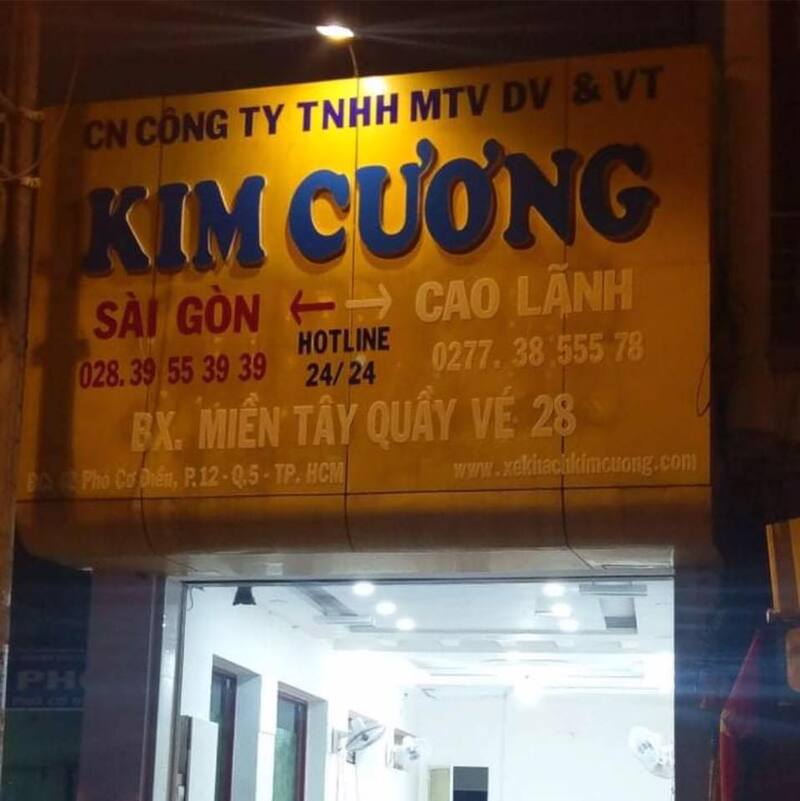 CN CÔNG TY TNHH MTV DV & VT
KIM CƯƠNG
SÀI GÒN ← → CAO LÃNH
028.39 55 39 39
HOTLINE
24/24
0277. 38 555 78
BX. MIỀN TÂY QUẦY VÉ 28
Phó Cơ Điều, P.12 - Q.5 - TP. HCM
www.xekhachkimcuong.com